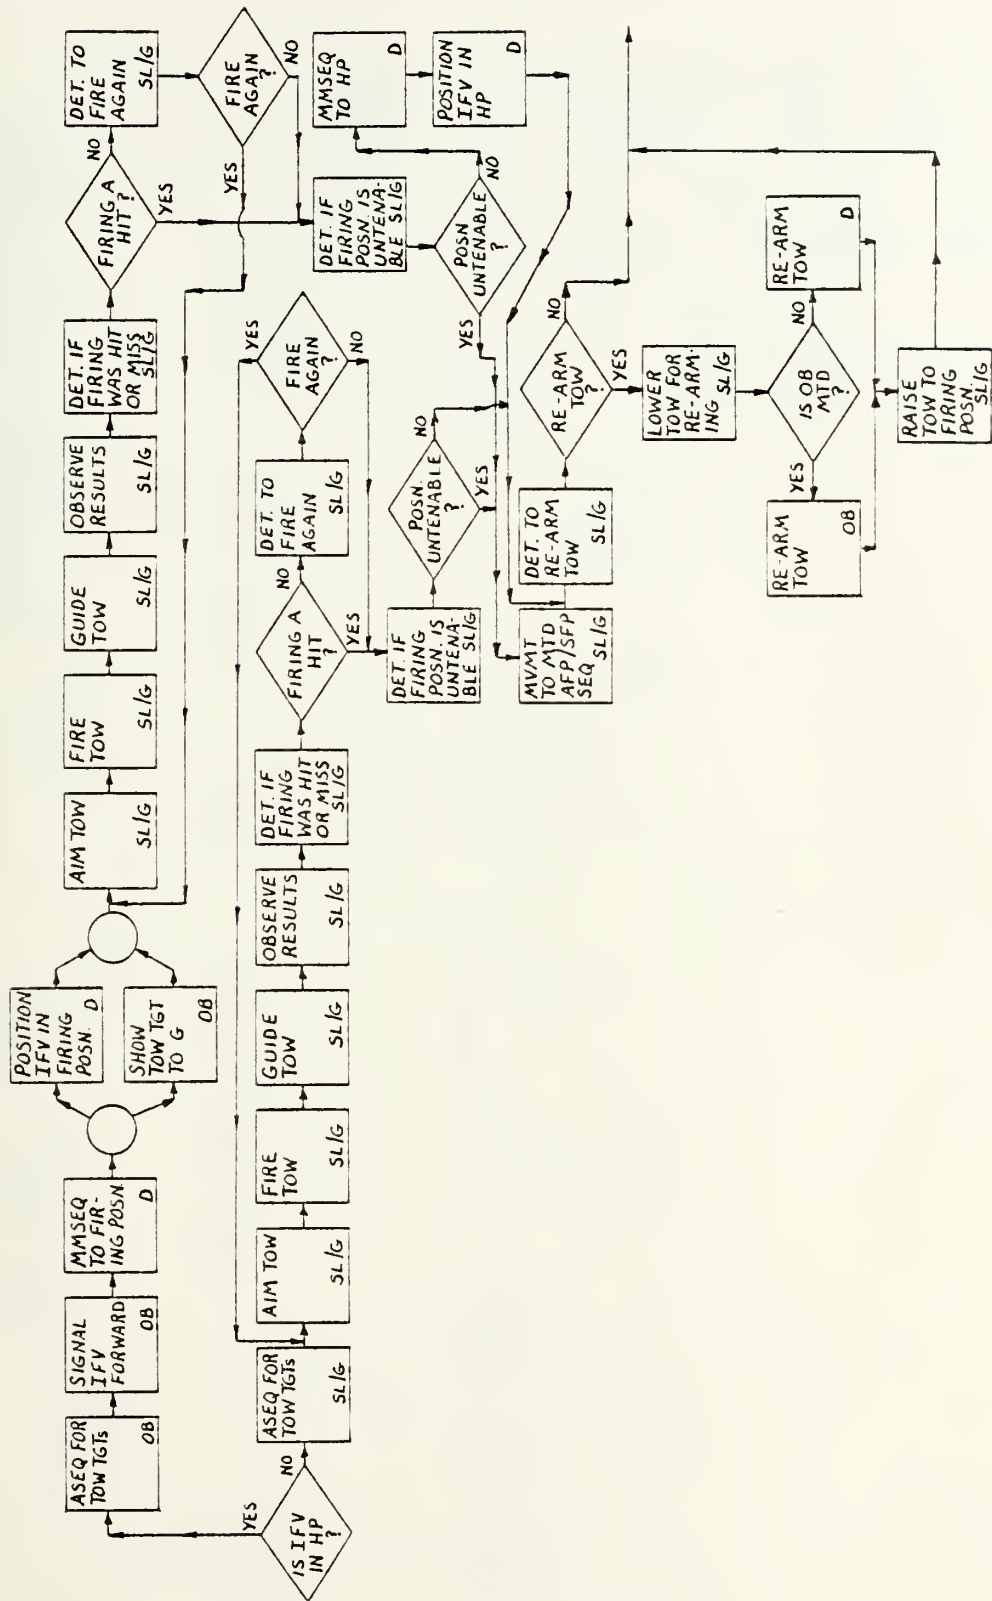 IS IFV
IN HP
?
YES
NO
ASEQ FOR
TOW TGTs
OB
SIGNAL
IFV
FORWARD
OB
MMSEQ
TO FIR-
ING POSN.
D
POSITION
IFV IN
FIRING
POSN. D
SHOW
TOW TGT
TO G
OB
AIM TOW
SL/G
FIRE
TOW
SL/G
GUIDE
TOW
SL/G
OBSERVE
RESULTS
SL/G
DET. IF
FIRING
WAS HIT
OR MISS
SL/G
FIRING A
HIT ?
NO
YES
DET. TO
FIRE
AGAIN
SL/G
FIRE
AGAIN
?
YES
NO
DET. IF
FIRING
POSN. IS
UNTENA-
BLE SL/G
POSN
UNTENABLE
?
YES
NO
MMSEQ
TO HP
D
POSITION
IFV IN
HP
D
ASEQ FOR
TOW TGTs
SL/G
AIM TOW
SL/G
FIRE
TOW
SL/G
GUIDE
TOW
SL/G
OBSERVE
RESULTS
SL/G
DET. IF
FIRING
WAS HIT
OR MISS
SL/G
FIRING A
HIT ?
NO
YES
DET. TO
FIRE
AGAIN
SL/G
FIRE AGAIN
?
YES
NO
DET. IF
FIRING
POSN. IS
UNTENA-
BLE SL/G
POSN.
UNTENABLE
?
NO
YES
MVMT
TO MTD
AFP/SFP
SEQ
SL/G
DET. TO
RE-ARM
TOW
SL/G
RE-ARM
TOW
?
NO
YES
LOWER
TOW FOR
RE-ARM-
ING SL/G
IS OB
MTD
?
YES
NO
RE-ARM
TOW
OB
RE-ARM
TOW
D
RAISE
TOW TO
FIRING
POSN.
SL/G